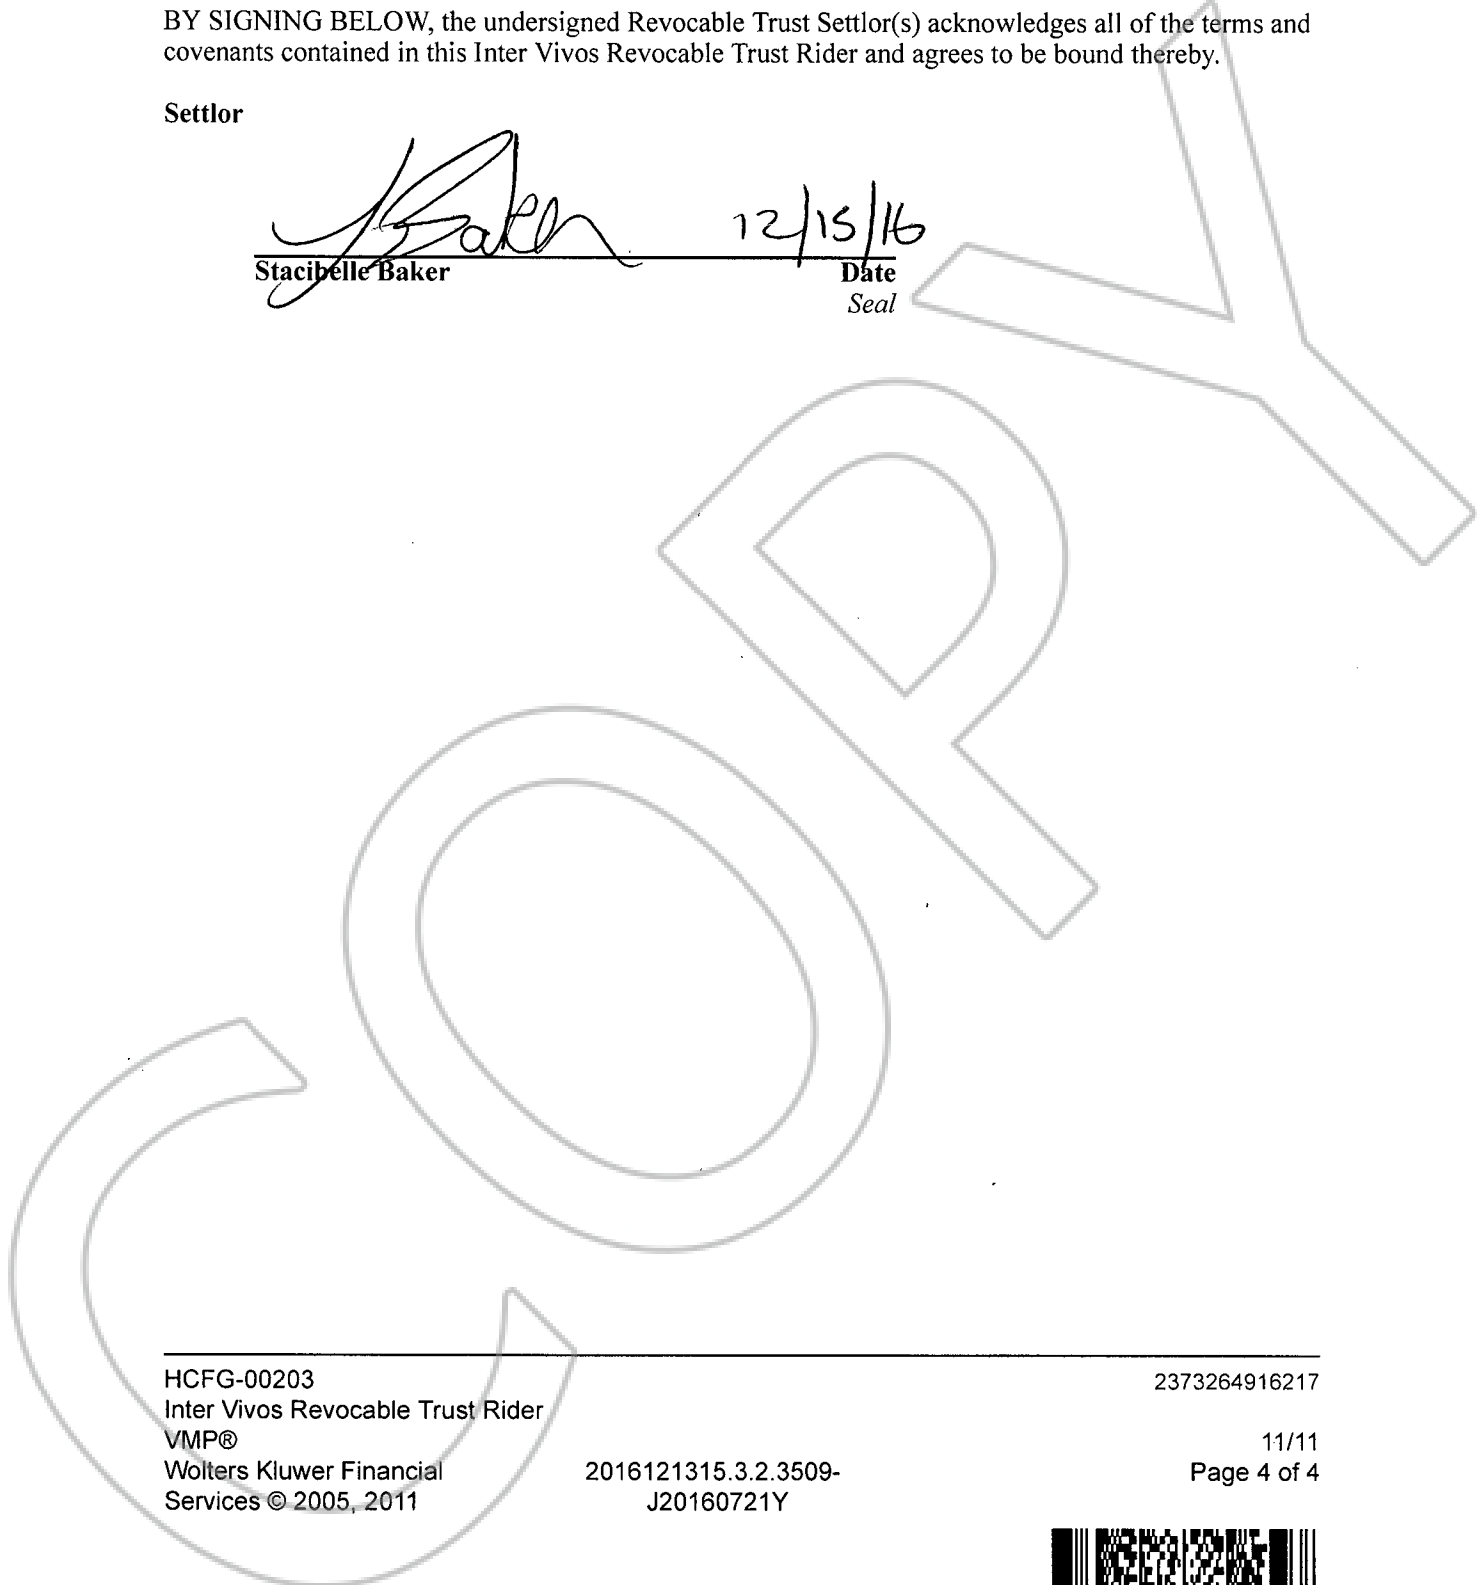 BY SIGNING BELOW, the undersigned Revocable Trust Settlor(s) acknowledges all of the terms and
covenants contained in this Inter Vivos Revocable Trust Rider and agrees to be bound thereby.
Settlor
Baker 12/15/16
Stacibelle Baker Date
Seal
COPY
HCFG-00203 2373264916217
Inter Vivos Revocable Trust Rider
VMP® 11/11
Wolters Kluwer Financial 2016121315.3.2.3509- Page 4 of 4
Services © 2005, 2011 J20160721Y